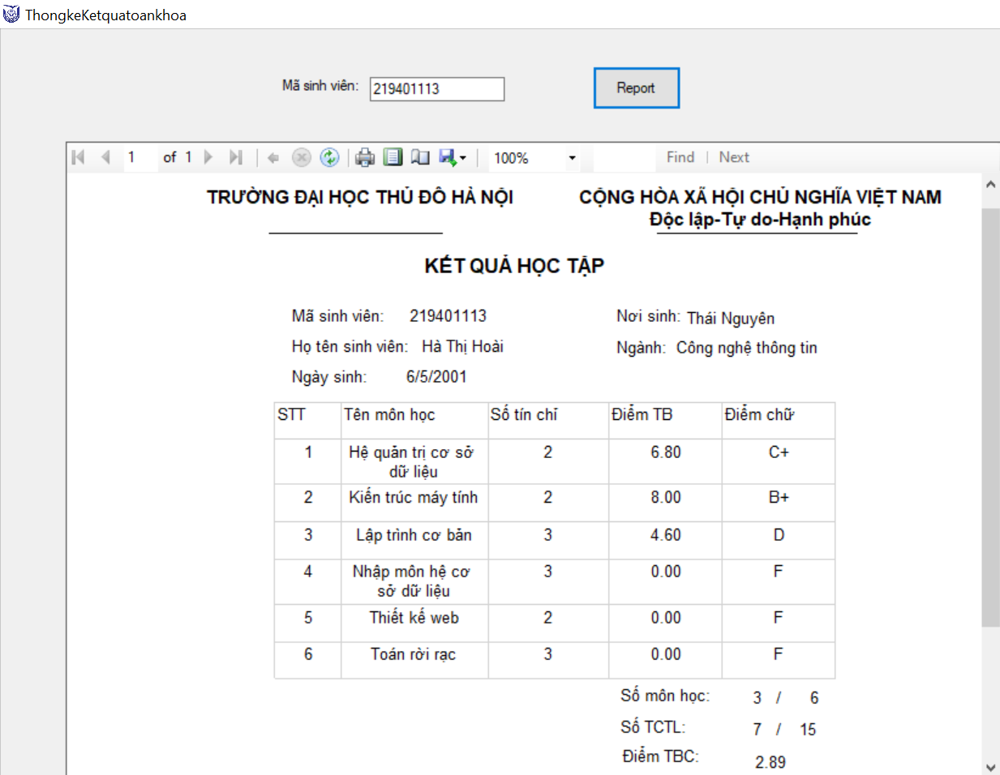 ThongkeKetquatoankhoa
Mã sinh viên: 219401113 Report
1 of 1 100% Find | Next
TRƯỜNG ĐẠI HỌC THỦ ĐÔ HÀ NỘI CỘNG HÒA XÃ HỘI CHỦ NGHĨA VIỆT NAM
Độc lập-Tự do-Hạnh phúc
KẾT QUẢ HỌC TẬP
Mã sinh viên: 219401113 Nơi sinh: Thái Nguyên
Họ tên sinh viên: Hà Thị Hoài Ngành: Công nghệ thông tin
Ngày sinh: 6/5/2001
STT Tên môn học Số tín chỉ Điểm TB Điểm chữ
1 Hệ quản trị cơ sở 2 6.80 C+
dữ liệu
2 Kiến trúc máy tính 2 8.00 B+
3 Lập trình cơ bản 3 4.60 D
4 Nhập môn hệ cơ 3 0.00 F
sở dữ liệu
5 Thiết kế web 2 0.00 F
6 Toán rời rạc 3 0.00 F
Số môn học: 3 / 6
Số TCTL: 7 / 15
Điểm TBC: 2.89